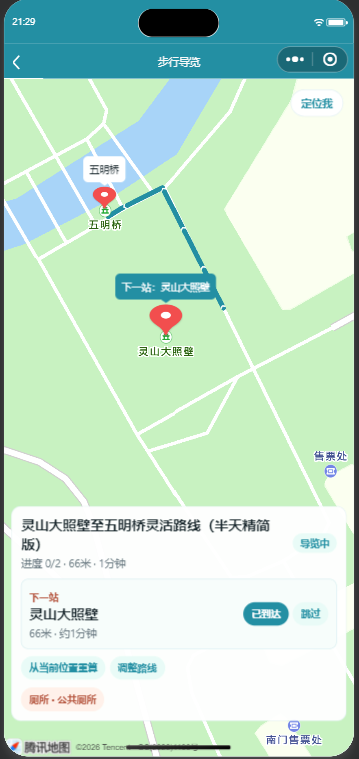 21:29
步行导览
定位我
五明桥
五明桥
下一站：灵山大照壁
灵山大照壁
售票处
灵山大照壁至五明桥灵活路线（半天精简
版）
导览中
进度 0/2 · 66米 · 1分钟
下一站
灵山大照壁
已到达
跳过
66米 · 约1分钟
从当前位置重算
调整路线
厕所 · 公共厕所
南门售票处
腾讯地图
©2026 Tencent